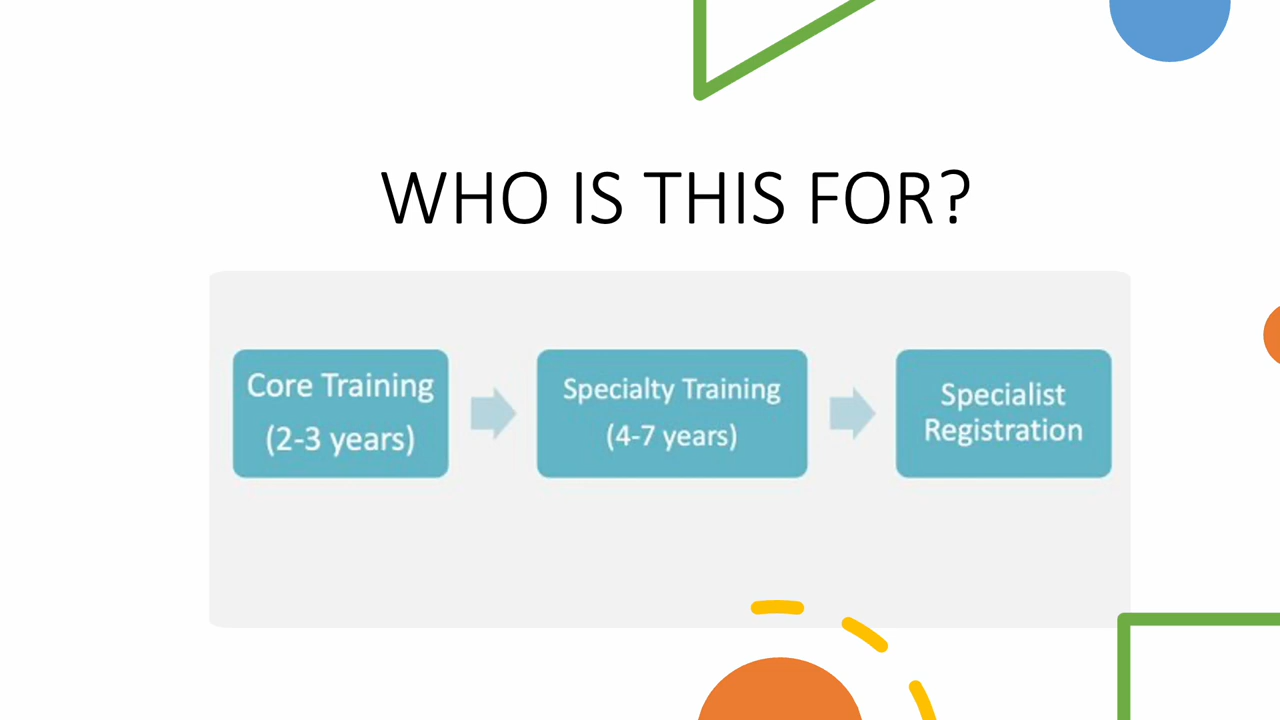 WHO IS THIS FOR?
Core Training
(2-3 years)
Specialty Training
(4-7 years)
Specialist
Registration